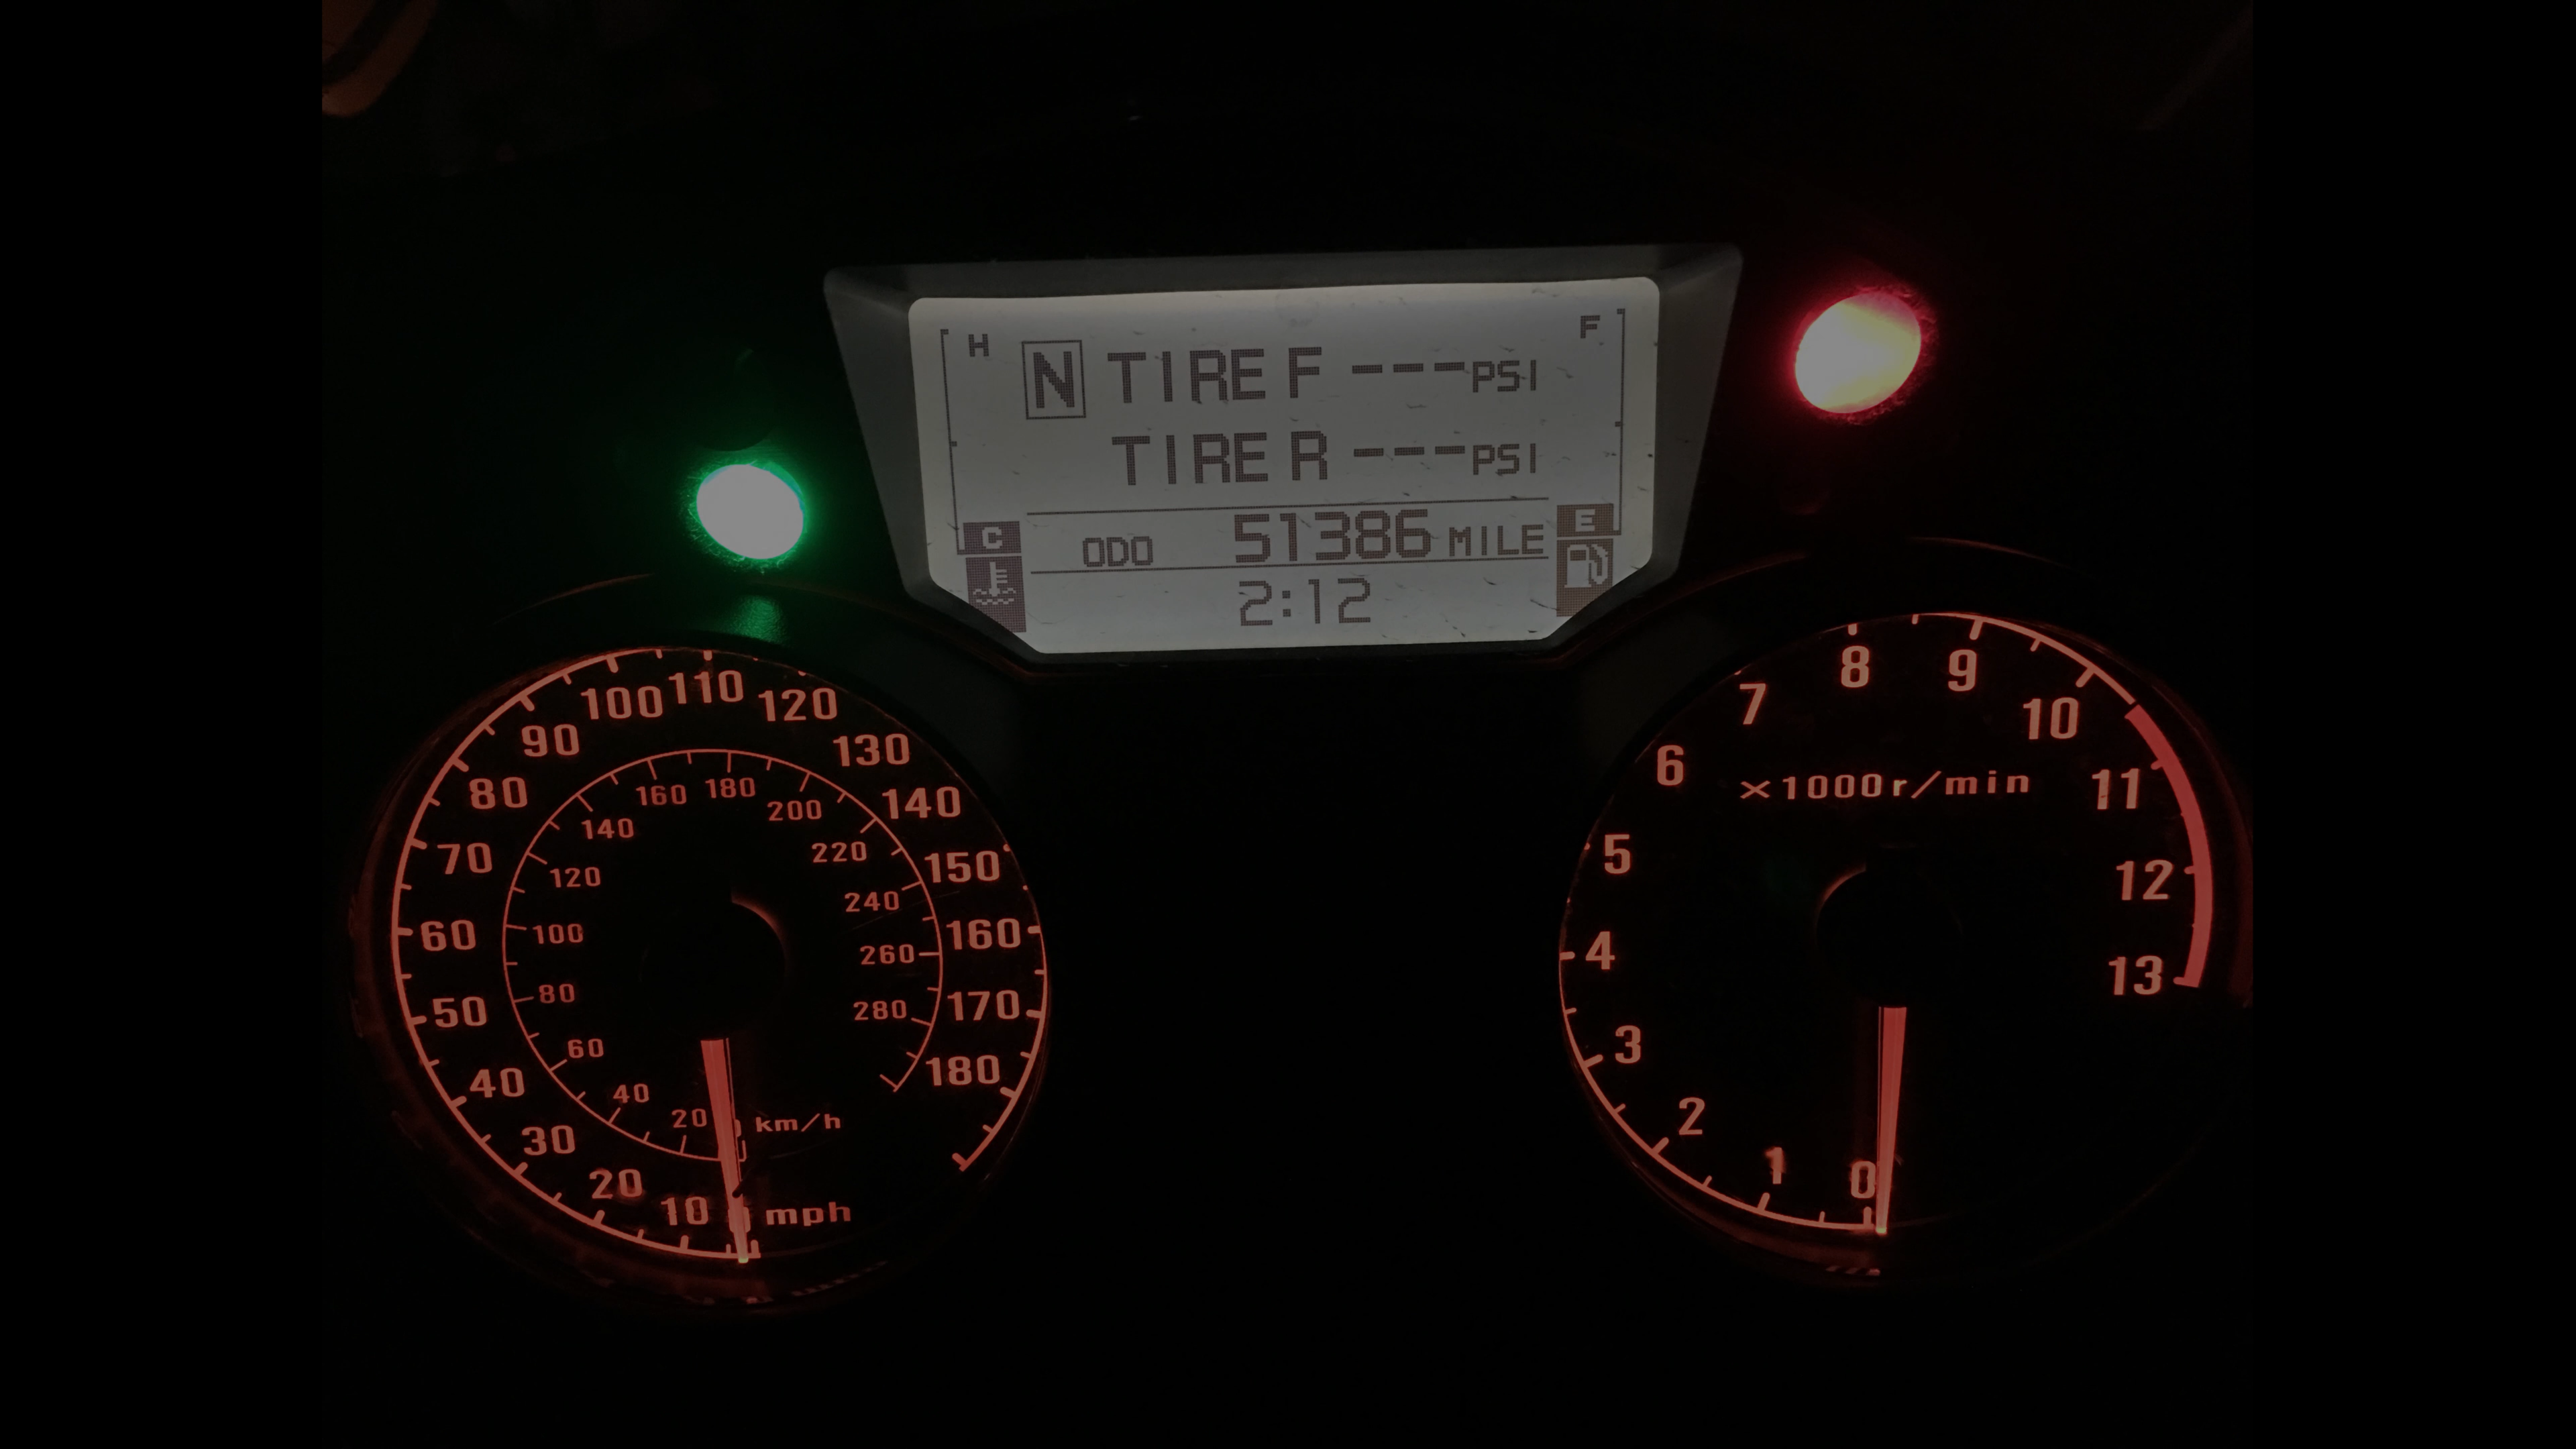 H
F
N TIRE F ---PSI
TIRE R ---PSI
C
E
ODO 51386 MILE
2:12
0 10 20 30 40 50 60 70 80 90 100 110 120 130 140 150 160 170 180
mph
20 40 60 80 100 120 140 160 180 200 220 240 260 280
km/h
0 1 2 3 4 5 6 7 8 9 10 11 12 13
×1000r/min